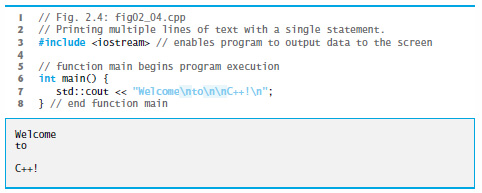 1 // Fig. 2.4: fig02_04.cpp
2 // Printing multiple lines of text with a single statement.
3 #include <iostream> // enables program to output data to the screen
4
5 // function main begins program execution
6 int main() {
7 std::cout << "Welcome\nto\n\nC++!\n";
8 } // end function main
Welcome
to
C++!